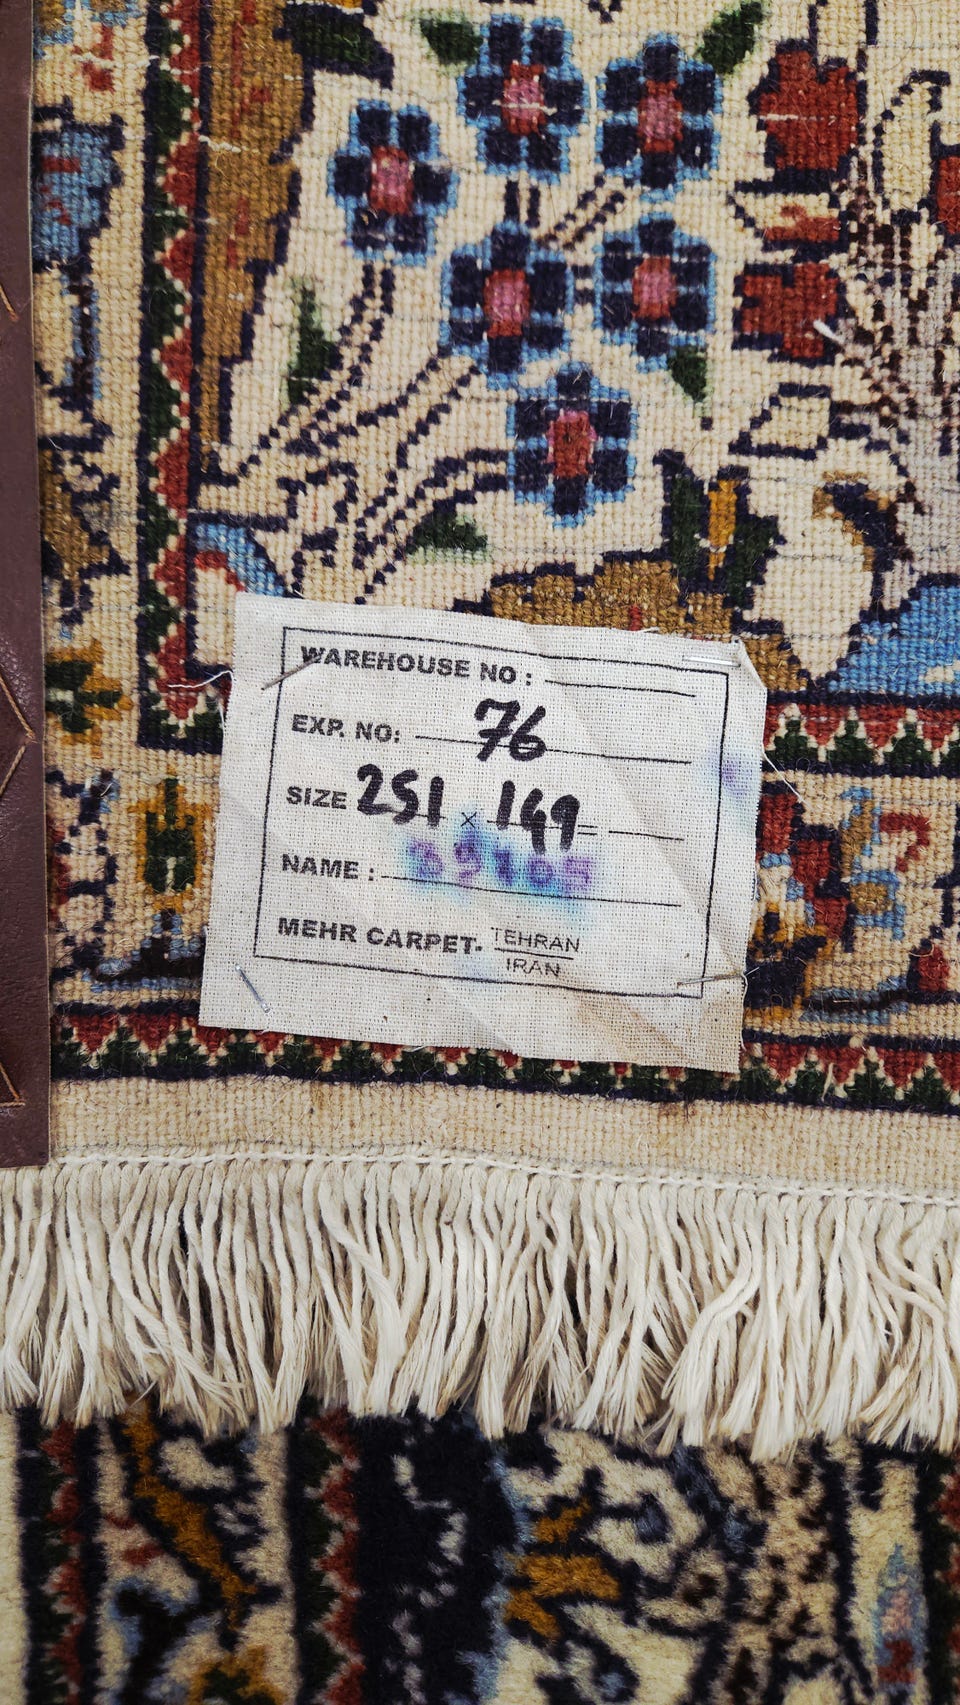 WAREHOUSE NO :
EXP. NO: 76
SIZE 251 × 149
NAME :
MEHR CARPET. TEHRAN
IRAN